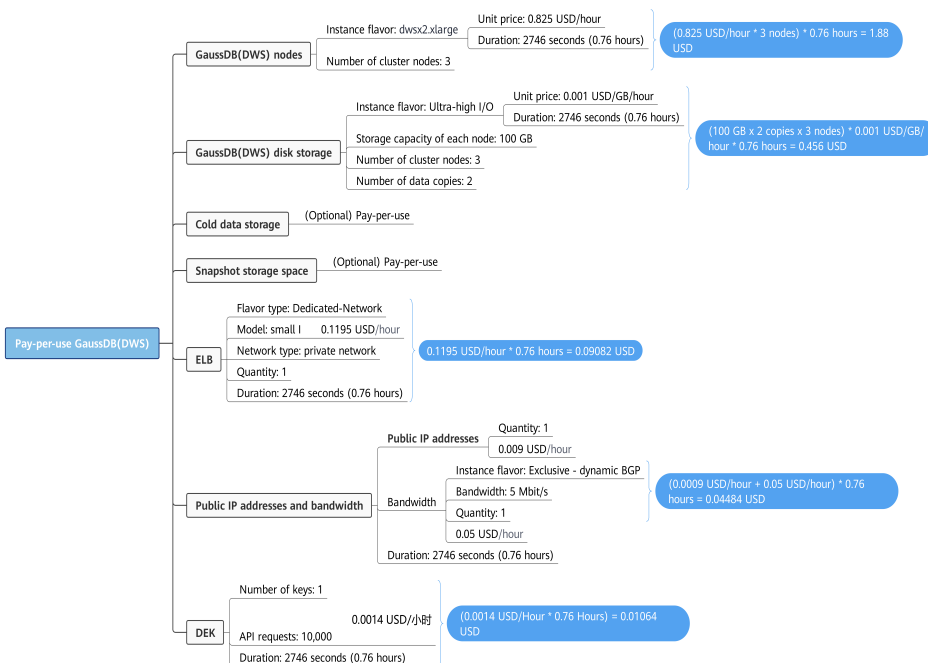 Pay-per-use GaussDB(DWS)
GaussDB(DWS) nodes
Instance flavor: dwsx2.xlarge
Unit price: 0.825 USD/hour
Duration: 2746 seconds (0.76 hours)
Number of cluster nodes: 3
(0.825 USD/hour * 3 nodes) * 0.76 hours = 1.88
USD
GaussDB(DWS) disk storage
Instance flavor: Ultra-high I/O
Unit price: 0.001 USD/GB/hour
Duration: 2746 seconds (0.76 hours)
Storage capacity of each node: 100 GB
Number of cluster nodes: 3
Number of data copies: 2
(100 GB x 2 copies x 3 nodes) * 0.001 USD/GB/
hour * 0.76 hours = 0.456 USD
Cold data storage
(Optional) Pay-per-use
Snapshot storage space
(Optional) Pay-per-use
ELB
Flavor type: Dedicated-Network
Model: small I 0.1195 USD/hour
Network type: private network
Quantity: 1
Duration: 2746 seconds (0.76 hours)
0.1195 USD/hour * 0.76 hours = 0.09082 USD
Public IP addresses and bandwidth
Public IP addresses
Quantity: 1
0.009 USD/hour
Bandwidth
Instance flavor: Exclusive - dynamic BGP
Bandwidth: 5 Mbit/s
Quantity: 1
0.05 USD/hour
Duration: 2746 seconds (0.76 hours)
(0.0009 USD/hour + 0.05 USD/hour) * 0.76
hours = 0.04484 USD
DEK
Number of keys: 1
0.0014 USD/小时
API requests: 10,000
Duration: 2746 seconds (0.76 hours)
(0.0014 USD/Hour * 0.76 Hours) = 0.01064
USD